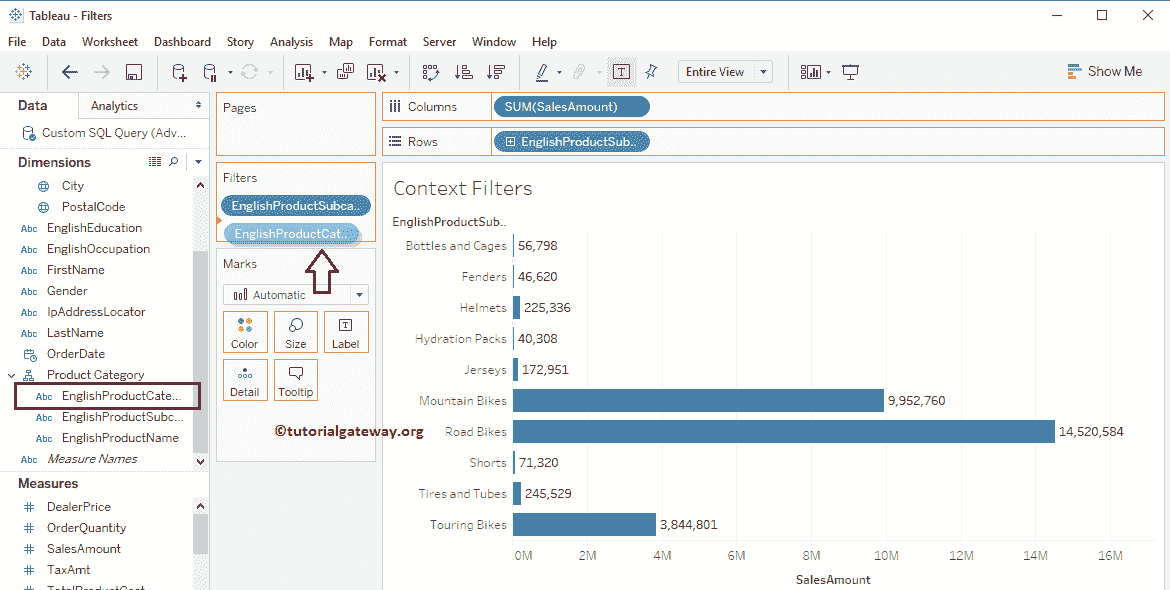 Tableau - Filters
File Data Worksheet Dashboard Story Analysis Map Format Server Window Help
Entire View
Show Me
Data Analytics
Custom SQL Query (Adv...
Dimensions
City
PostalCode
Abc EnglishEducation
Abc EnglishOccupation
Abc FirstName
Abc Gender
Abc IpAddressLocator
Abc LastName
OrderDate
Product Category
Abc EnglishProductCate...
Abc EnglishProductSubc...
Abc EnglishProductName
Abc Measure Names
Measures
DealerPrice
OrderQuantity
SalesAmount
TaxAmt
TotalProductCost
Pages
Filters
EnglishProductSubca..
EnglishProductCat..
Marks
Automatic
Color Size Label
Detail Tooltip
©tutorialgateway.org
Columns SUM(SalesAmount)
Rows EnglishProductSub..
Context Filters
EnglishProductSub..
Bottles and Cages 56,798
Fenders 46,620
Helmets 225,336
Hydration Packs 40,308
Jerseys 172,951
Mountain Bikes 9,952,760
Road Bikes 14,520,584
Shorts 71,320
Tires and Tubes 245,529
Touring Bikes 3,844,801
0M 2M 4M 6M 8M 10M 12M 14M 16M
SalesAmount